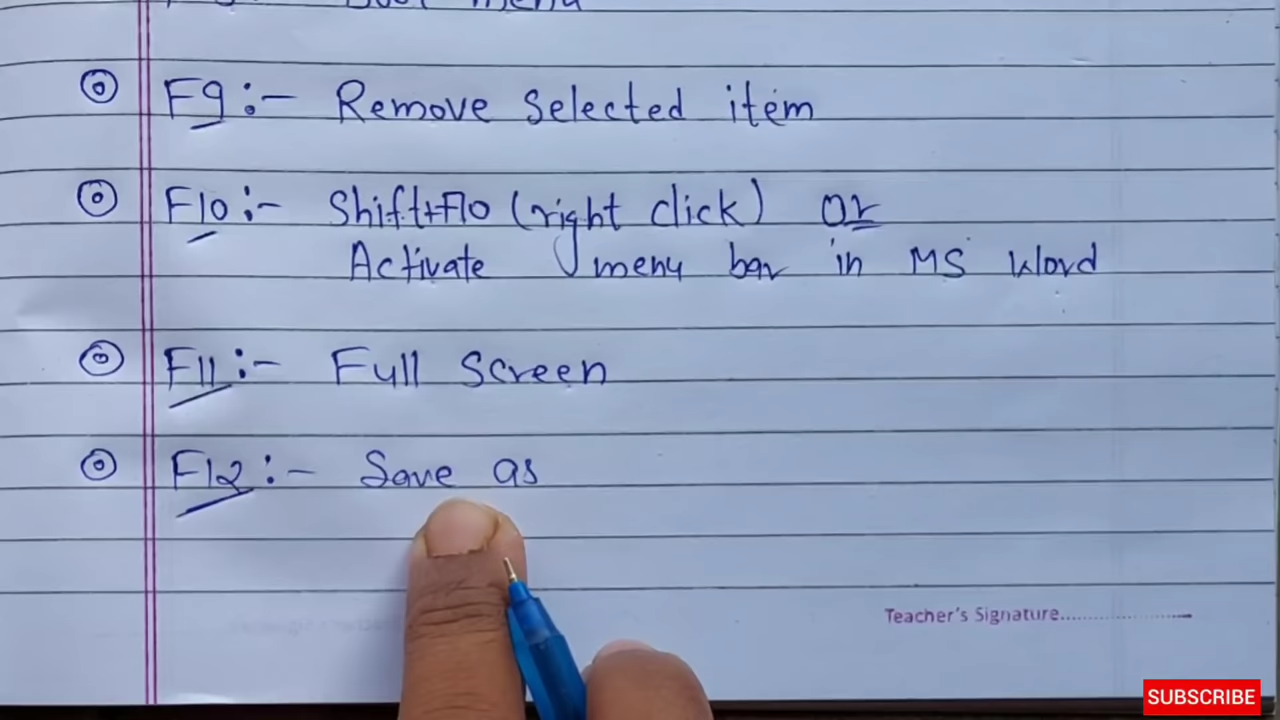 menu
F9:- Remove Selected item
F10:- Shift+F10 (right click) or
Activate menu bar in MS Word
F11:- Full Screen
F12:- Save as
Teacher's Signature..........................
SUBSCRIBE